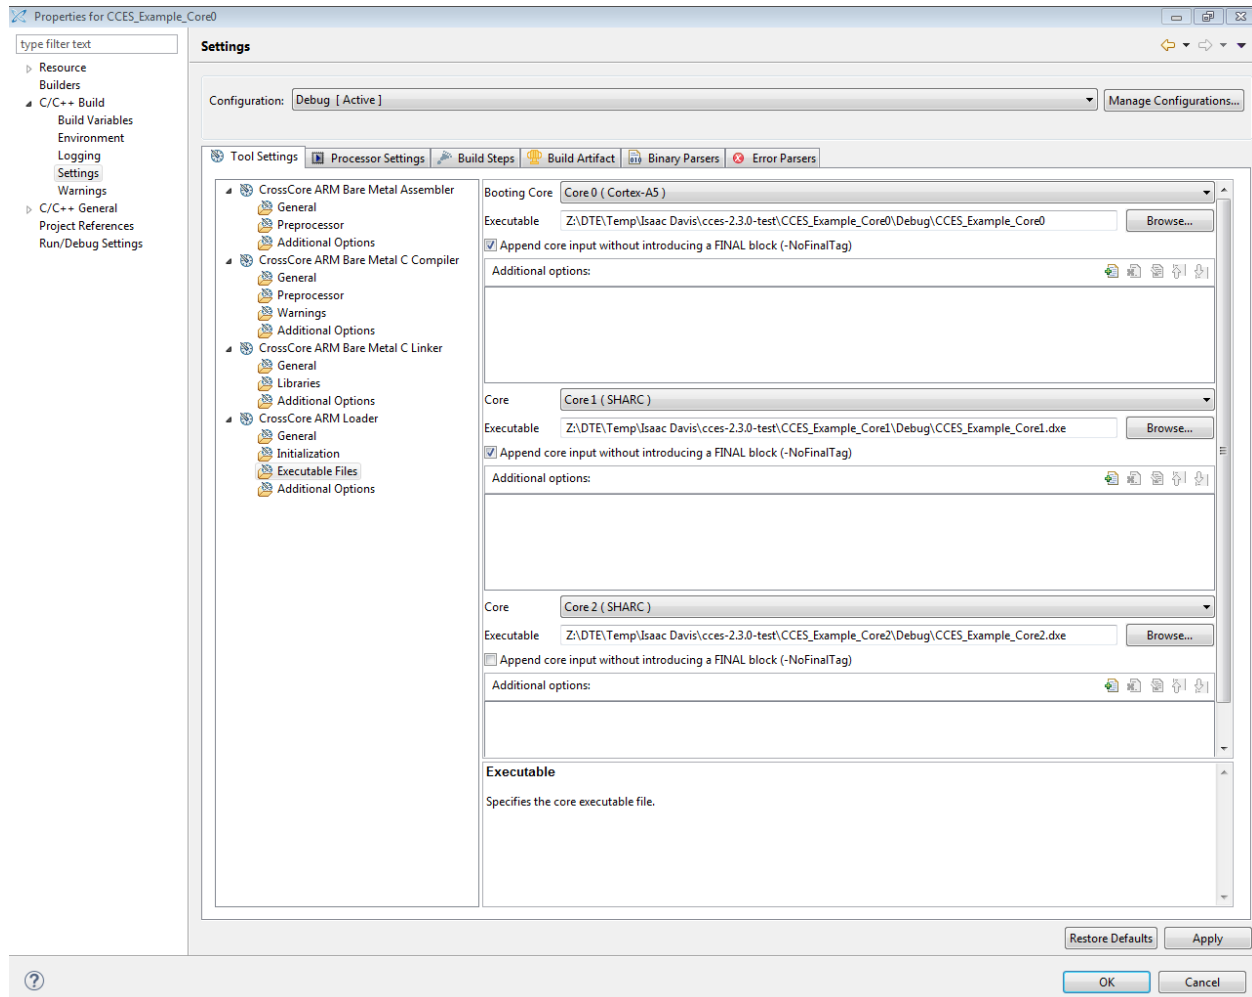 Properties for CCES_Example_Core0
type filter text
Resource
Builders
C/C++ Build
Build Variables
Environment
Logging
Settings
Warnings
C/C++ General
Project References
Run/Debug Settings
Settings
Configuration: Debug [ Active ] Manage Configurations...
Tool Settings Processor Settings Build Steps Build Artifact Binary Parsers Error Parsers
CrossCore ARM Bare Metal Assembler
General
Preprocessor
Additional Options
CrossCore ARM Bare Metal C Compiler
General
Preprocessor
Warnings
Additional Options
CrossCore ARM Bare Metal C Linker
General
Libraries
Additional Options
CrossCore ARM Loader
General
Initialization
Executable Files
Additional Options
Booting Core Core 0 ( Cortex-A5 )
Executable Z:\DTE\Temp\Isaac Davis\cces-2.3.0-test\CCES_Example_Core0\Debug\CCES_Example_Core0 Browse...
Append core input without introducing a FINAL block (-NoFinalTag)
Additional options:
Core Core 1 ( SHARC )
Executable Z:\DTE\Temp\Isaac Davis\cces-2.3.0-test\CCES_Example_Core1\Debug\CCES_Example_Core1.dxe Browse...
Append core input without introducing a FINAL block (-NoFinalTag)
Additional options:
Core Core 2 ( SHARC )
Executable Z:\DTE\Temp\Isaac Davis\cces-2.3.0-test\CCES_Example_Core2\Debug\CCES_Example_Core2.dxe Browse...
Append core input without introducing a FINAL block (-NoFinalTag)
Additional options:
Executable
Specifies the core executable file.
Restore Defaults Apply
OK Cancel